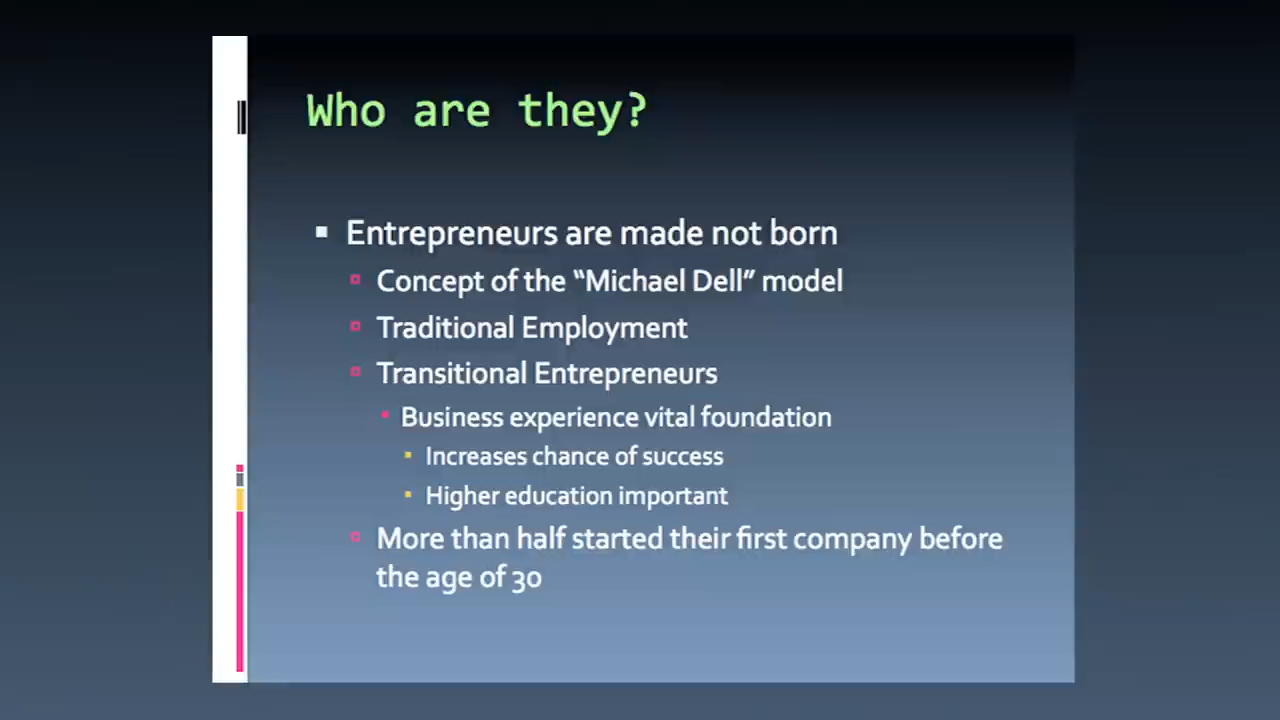 Who are they?
Entrepreneurs are made not born
Concept of the “Michael Dell” model
Traditional Employment
Transitional Entrepreneurs
Business experience vital foundation
Increases chance of success
Higher education important
More than half started their first company before
the age of 30